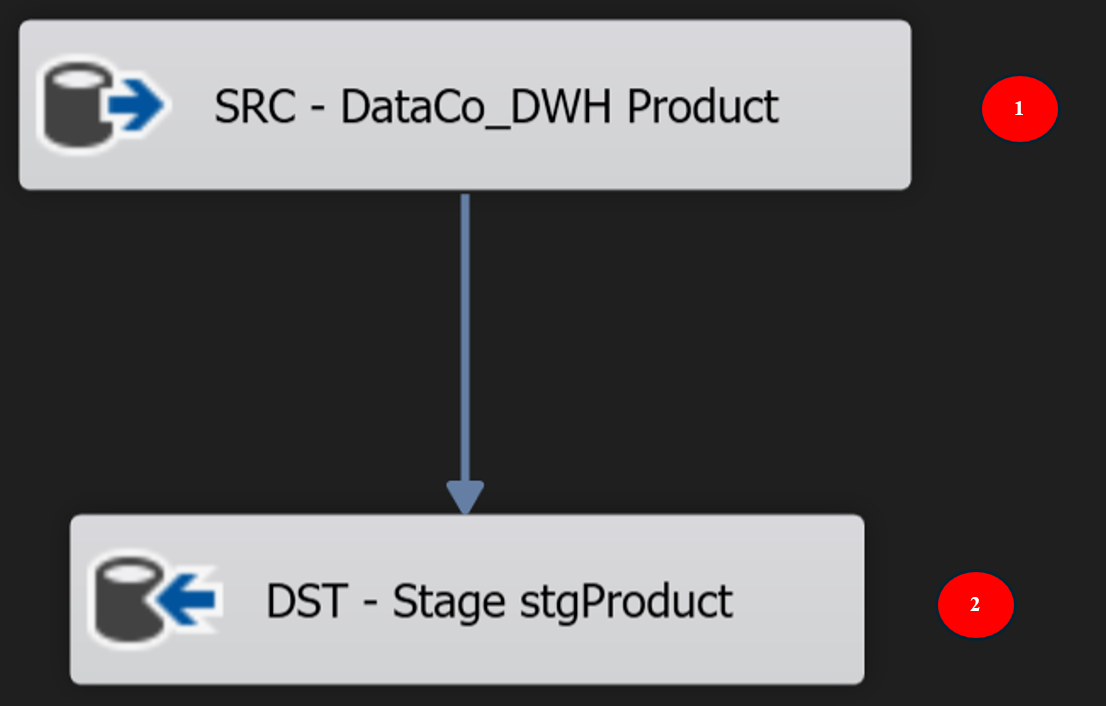 SRC - DataCo_DWH Product
1
DST - Stage stgProduct
2